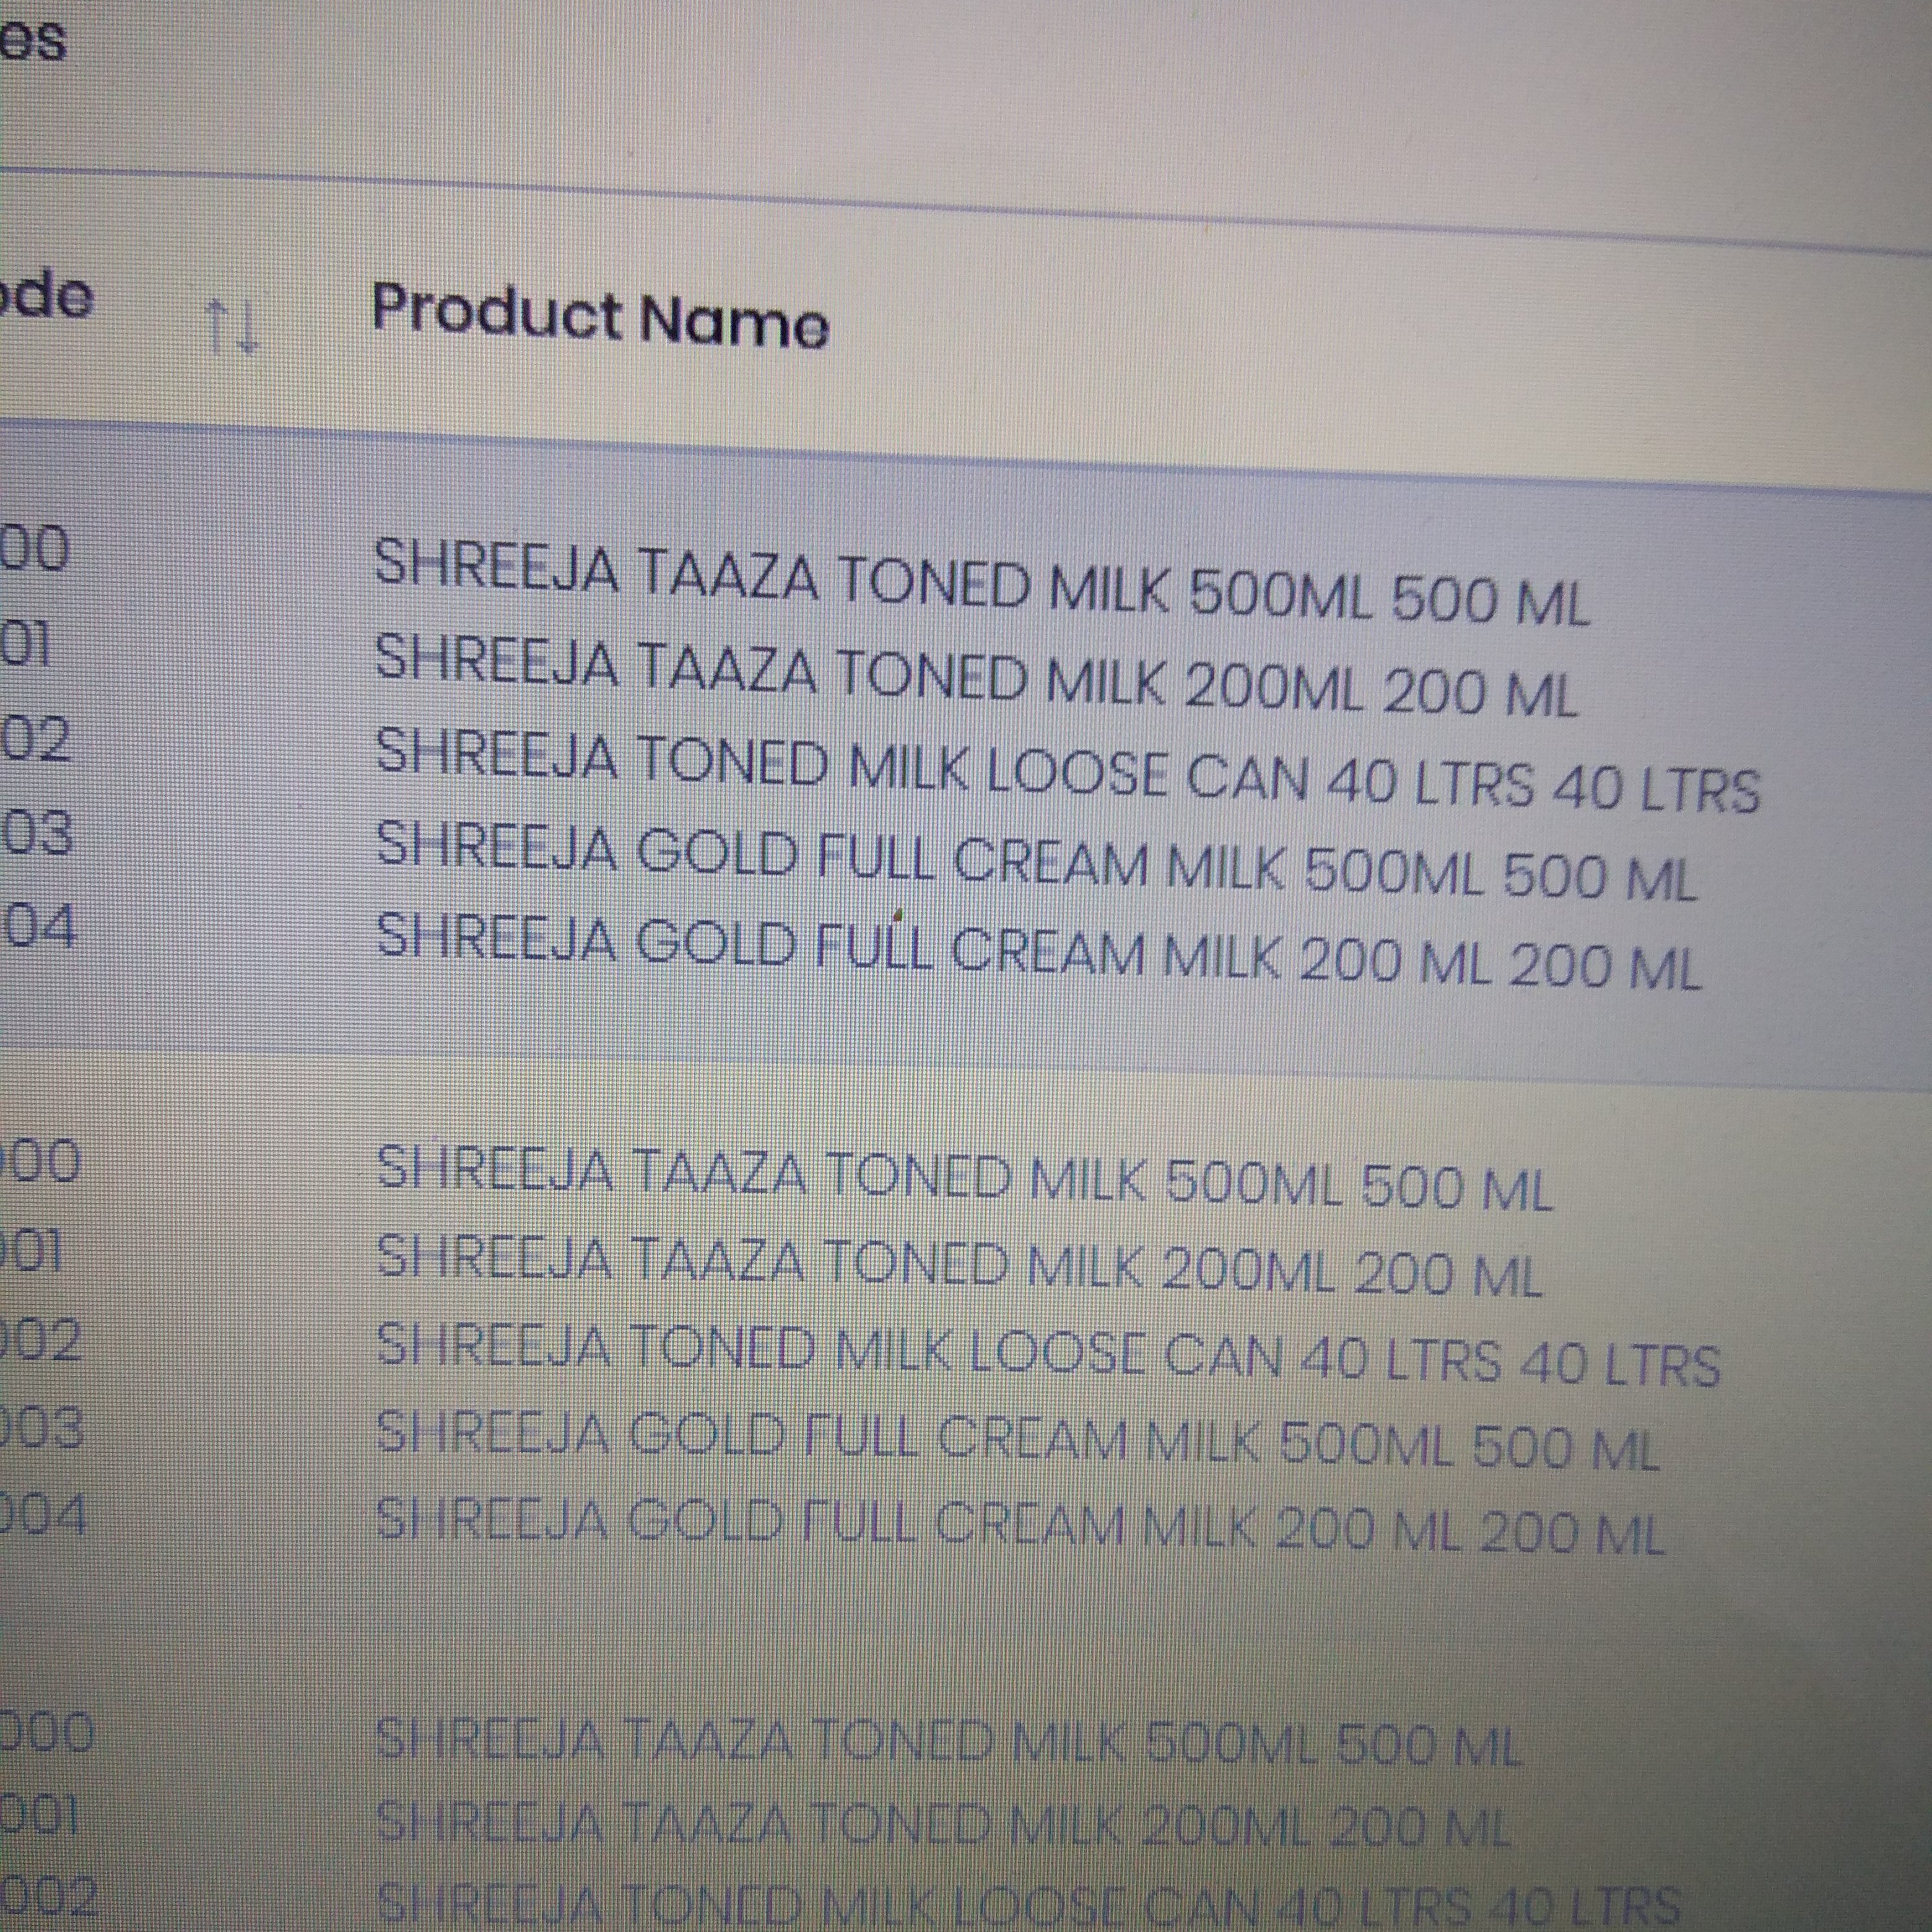 es
ode ↑↓ Product Name
00 SHREEJA TAAZA TONED MILK 500ML 500 ML
01 SHREEJA TAAZA TONED MILK 200ML 200 ML
02 SHREEJA TONED MILK LOOSE CAN 40 LTRS 40 LTRS
03 SHREEJA GOLD FULL CREAM MILK 500ML 500 ML
04 SHREEJA GOLD FULL CREAM MILK 200 ML 200 ML
000 SHREEJA TAAZA TONED MILK 500ML 500 ML
001 SHREEJA TAAZA TONED MILK 200ML 200 ML
002 SHREEJA TONED MILK LOOSE CAN 40 LTRS 40 LTRS
003 SHREEJA GOLD FULL CREAM MILK 500ML 500 ML
004 SHREEJA GOLD FULL CREAM MILK 200 ML 200 ML
000 SHREEJA TAAZA TONED MILK 500ML 500 ML
001 SHREEJA TAAZA TONED MILK 200ML 200 ML
002 SHREEJA TONED MILK LOOSE CAN 40 LTRS 40 LTRS